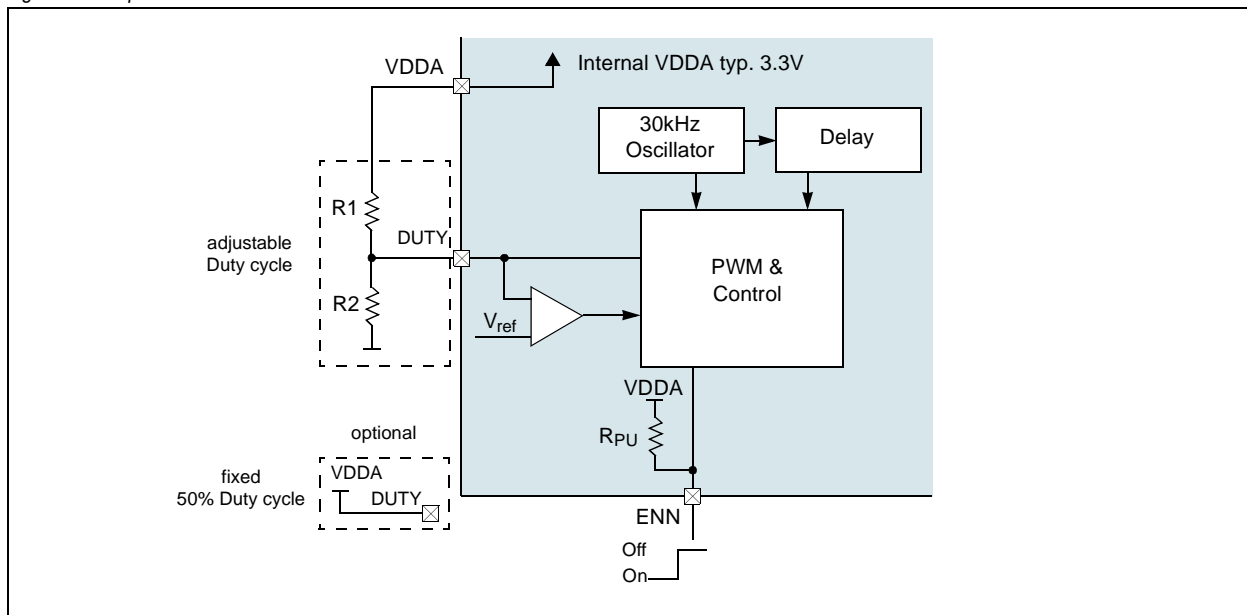 VDDA
Internal VDDA typ. 3.3V
30kHz
Oscillator
Delay
R1
adjustable
Duty cycle
DUTY
PWM &
Control
R2
Vref
VDDA
RPU
optional
fixed
50% Duty cycle
VDDA
DUTY
ENN
Off
On